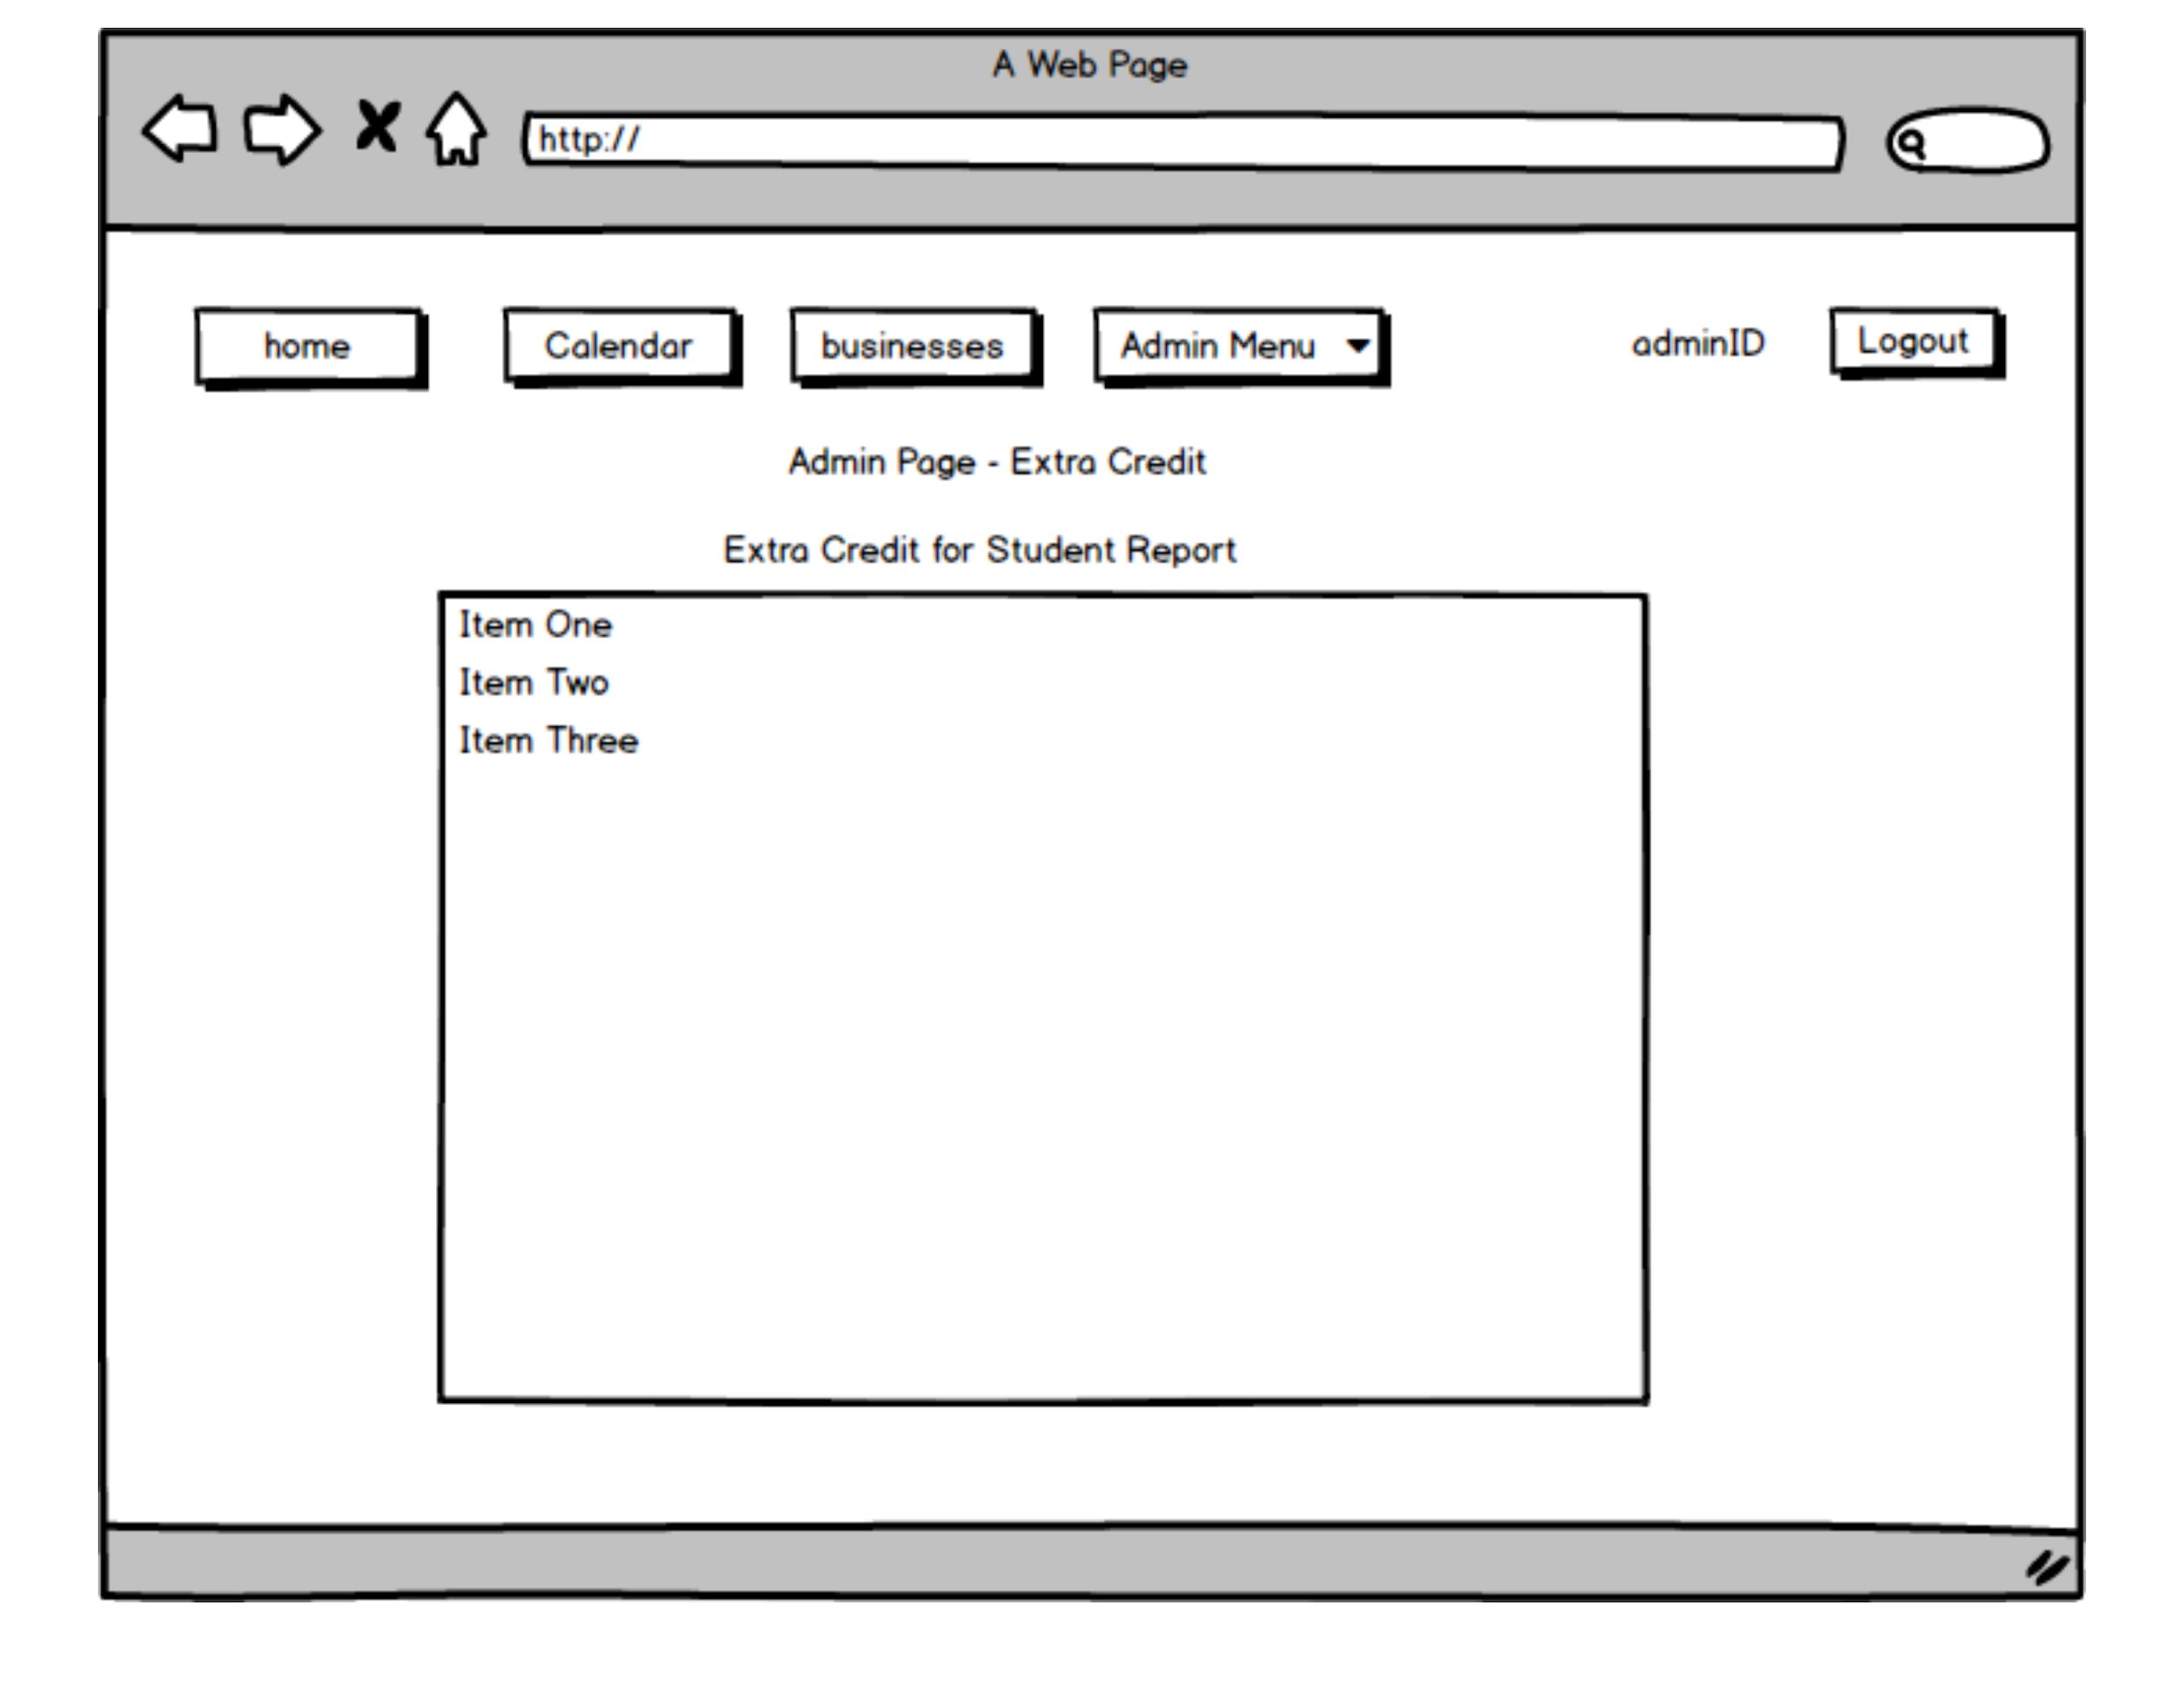 A Web Page
http://
home Calendar businesses Admin Menu adminID Logout
Admin Page - Extra Credit
Extra Credit for Student Report
Item One
Item Two
Item Three